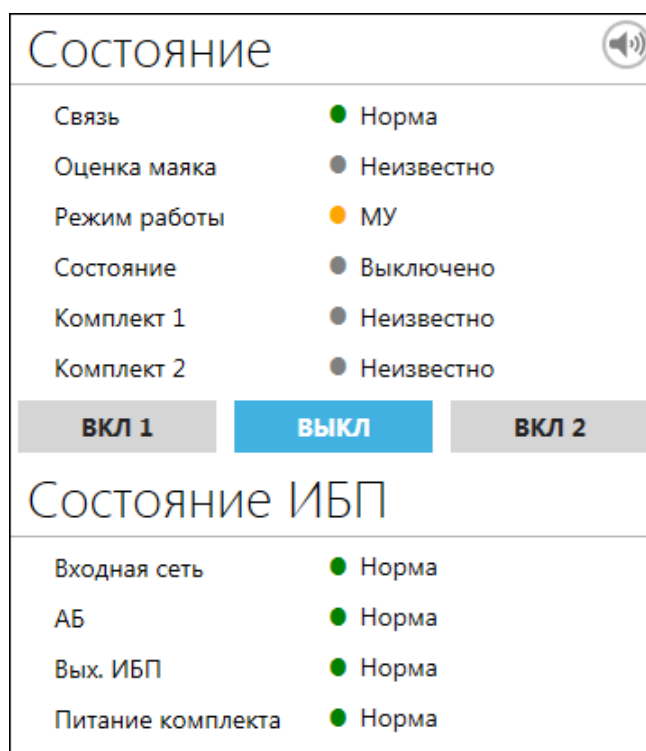 Состояние
Связь Норма
Оценка маяка Неизвестно
Режим работы МУ
Состояние Выключено
Комплект 1 Неизвестно
Комплект 2 Неизвестно
ВКЛ 1 ВЫКЛ ВКЛ 2
Состояние ИБП
Входная сеть Норма
АБ Норма
Вых. ИБП Норма
Питание комплекта Норма